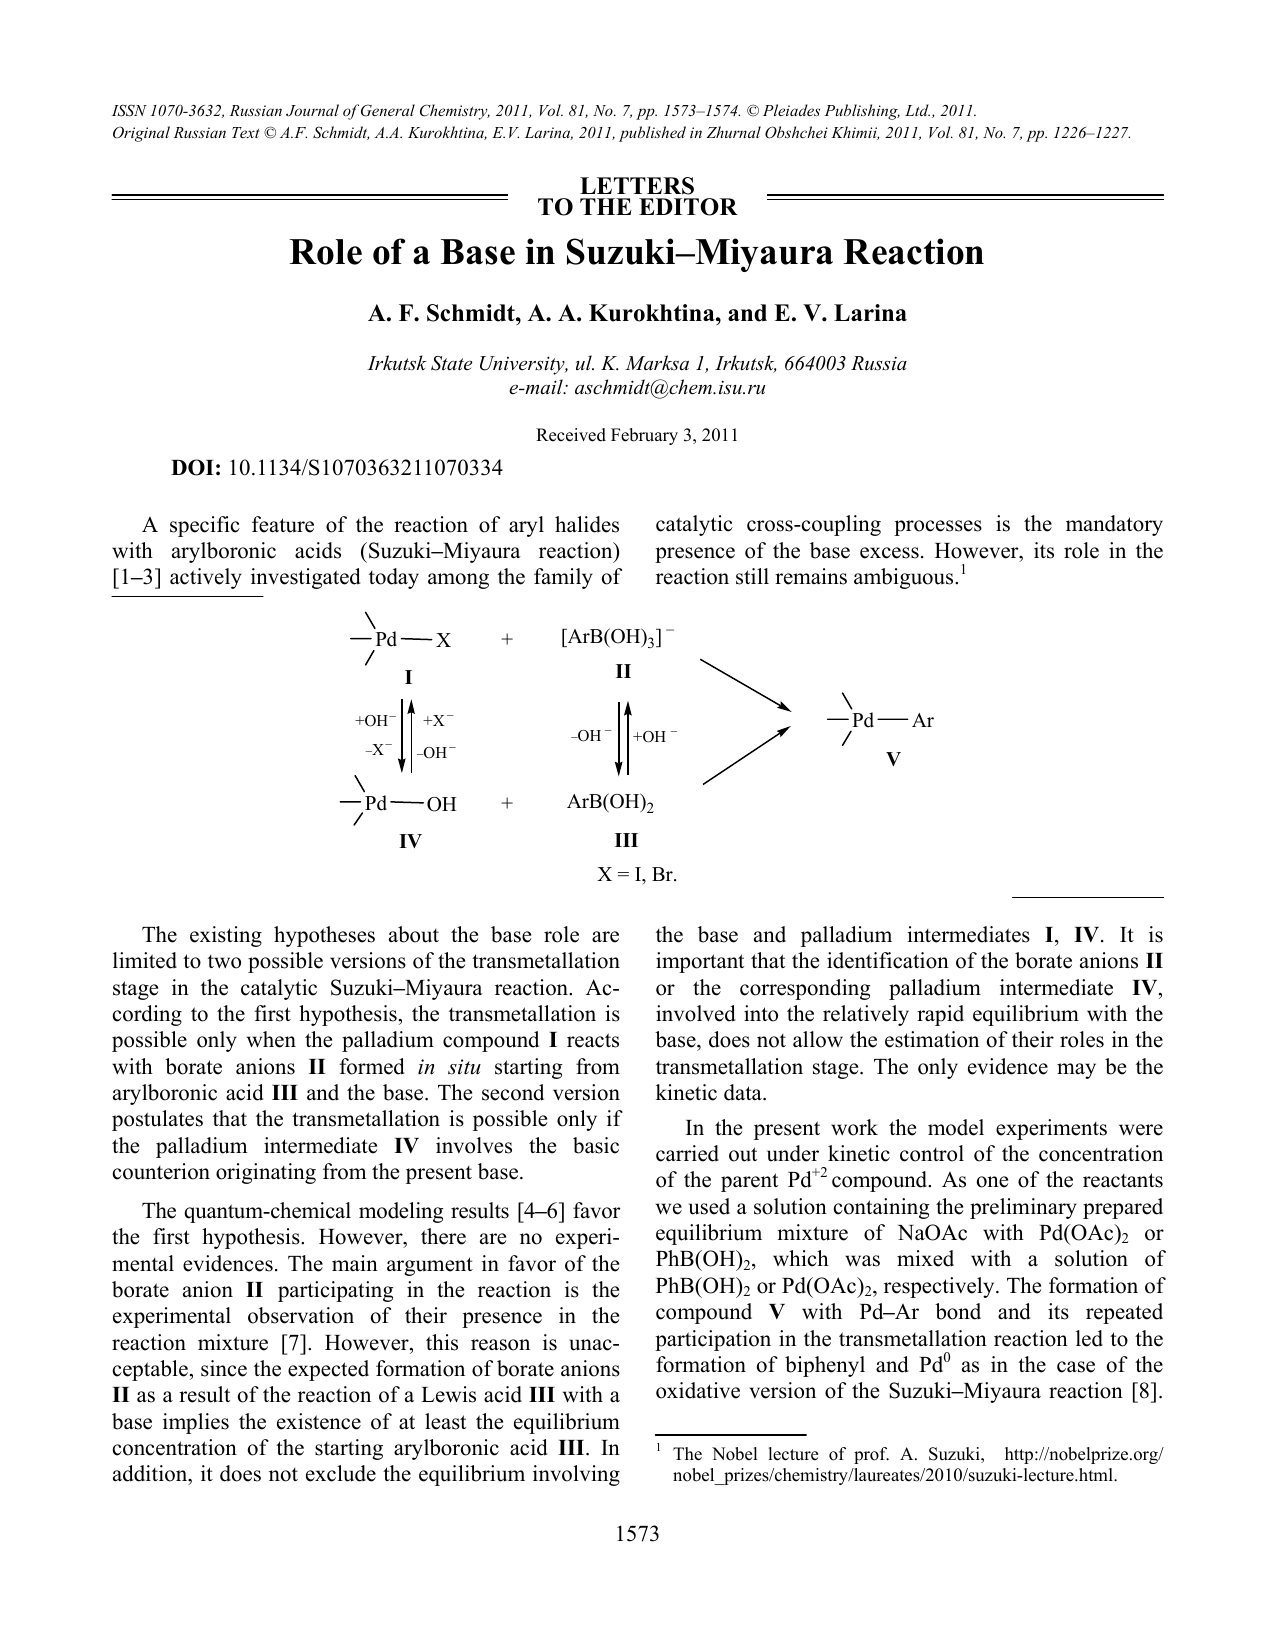 ISSN 1070-3632, Russian Journal of General Chemistry, 2011, Vol. 81, No. 7, pp. 1573–1574. © Pleiades Publishing, Ltd., 2011.
Original Russian Text © A.F. Schmidt, A.A. Kurokhtina, E.V. Larina, 2011, published in Zhurnal Obshchei Khimii, 2011, Vol. 81, No. 7, pp. 1226–1227.
LETTERS
TO THE EDITOR
Role of a Base in Suzuki–Miyaura Reaction
A. F. Schmidt, A. A. Kurokhtina, and E. V. Larina
Irkutsk State University, ul. K. Marksa 1, Irkutsk, 664003 Russia
e-mail: aschmidt@chem.isu.ru
Received February 3, 2011
DOI: 10.1134/S1070363211070334
A specific feature of the reaction of aryl halides
with arylboronic acids (Suzuki–Miyaura reaction)
[1–3] actively investigated today among the family of
catalytic cross-coupling processes is the mandatory
presence of the base excess. However, its role in the
reaction still remains ambiguous.¹
Pd X + [ArB(OH)₃]⁻
I II
+OH⁻ +X⁻
–X⁻ –OH⁻
–OH⁻ +OH⁻
Pd Ar
V
Pd OH + ArB(OH)₂
IV III
X = I, Br.
The existing hypotheses about the base role are
limited to two possible versions of the transmetallation
stage in the catalytic Suzuki–Miyaura reaction. Ac-
cording to the first hypothesis, the transmetallation is
possible only when the palladium compound I reacts
with borate anions II formed in situ starting from
arylboronic acid III and the base. The second version
postulates that the transmetallation is possible only if
the palladium intermediate IV involves the basic
counterion originating from the present base.
The quantum-chemical modeling results [4–6] favor
the first hypothesis. However, there are no experi-
mental evidences. The main argument in favor of the
borate anion II participating in the reaction is the
experimental observation of their presence in the
reaction mixture [7]. However, this reason is unac-
ceptable, since the expected formation of borate anions
II as a result of the reaction of a Lewis acid III with a
base implies the existence of at least the equilibrium
concentration of the starting arylboronic acid III. In
addition, it does not exclude the equilibrium involving
the base and palladium intermediates I, IV. It is
important that the identification of the borate anions II
or the corresponding palladium intermediate IV,
involved into the relatively rapid equilibrium with the
base, does not allow the estimation of their roles in the
transmetallation stage. The only evidence may be the
kinetic data.
In the present work the model experiments were
carried out under kinetic control of the concentration
of the parent Pd⁺² compound. As one of the reactants
we used a solution containing the preliminary prepared
equilibrium mixture of NaOAc with Pd(OAc)₂ or
PhB(OH)₂, which was mixed with a solution of
PhB(OH)₂ or Pd(OAc)₂, respectively. The formation of
compound V with Pd–Ar bond and its repeated
participation in the transmetallation reaction led to the
formation of biphenyl and Pd⁰ as in the case of the
oxidative version of the Suzuki–Miyaura reaction [8].
¹ The Nobel lecture of prof. A. Suzuki, http://nobelprize.org/
nobel_prizes/chemistry/laureates/2010/suzuki-lecture.html.
1573